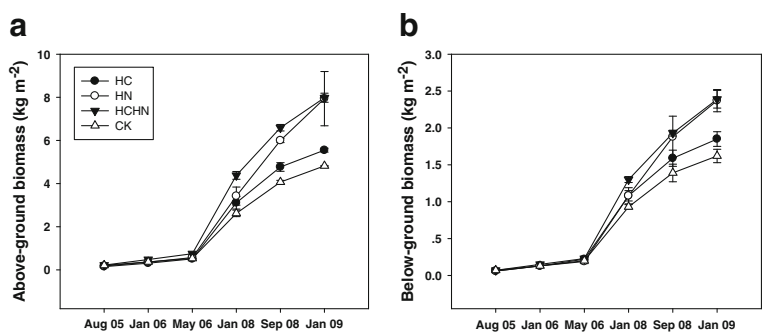 a
Above-ground biomass (kg m-2)
10
8
6
4
2
0
HC
HN
HCHN
CK
Aug 05 Jan 06 May 06 Jan 08 Sep 08 Jan 09
b
Below-ground biomass (kg m-2)
3.0
2.5
2.0
1.5
1.0
.5
0.0
Aug 05 Jan 06 May 06 Jan 08 Sep 08 Jan 09